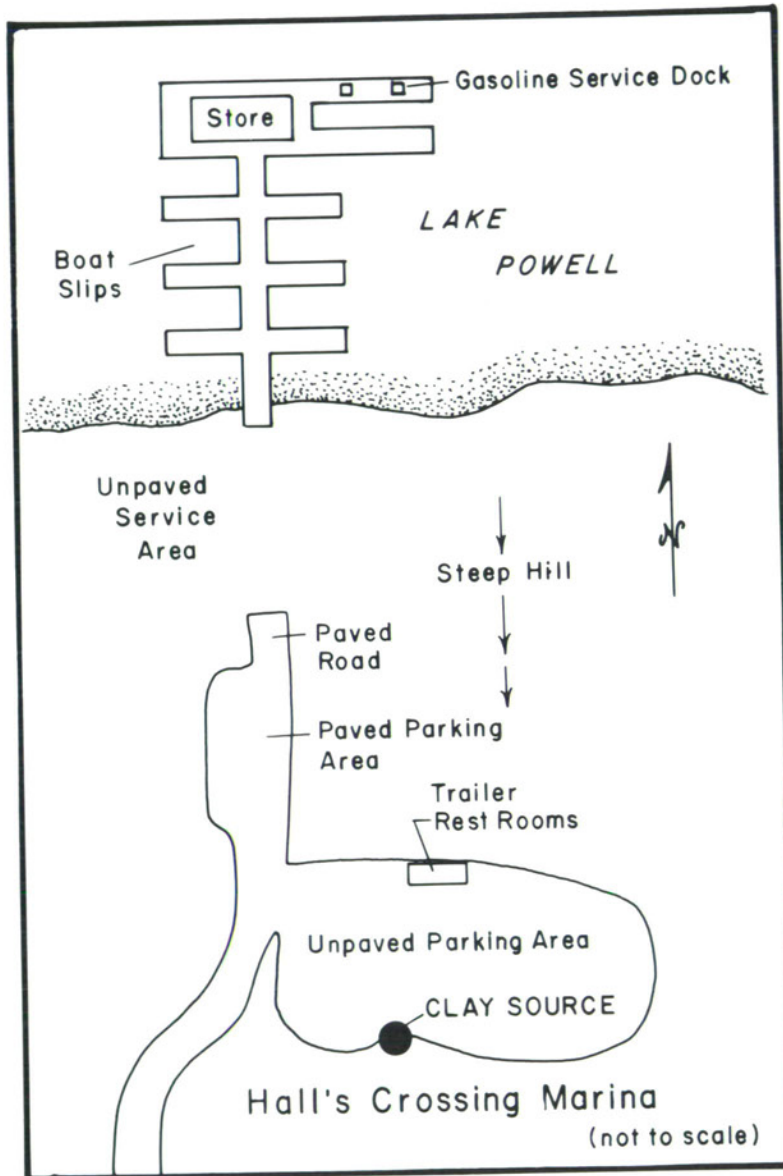 Gasoline Service Dock
Store
LAKE
POWELL
Boat
Slips
Unpaved
Service
Area
N
Steep Hill
Paved
Road
Paved Parking
Area
Trailer
Rest Rooms
Unpaved Parking Area
CLAY SOURCE
Hall's Crossing Marina
(not to scale)